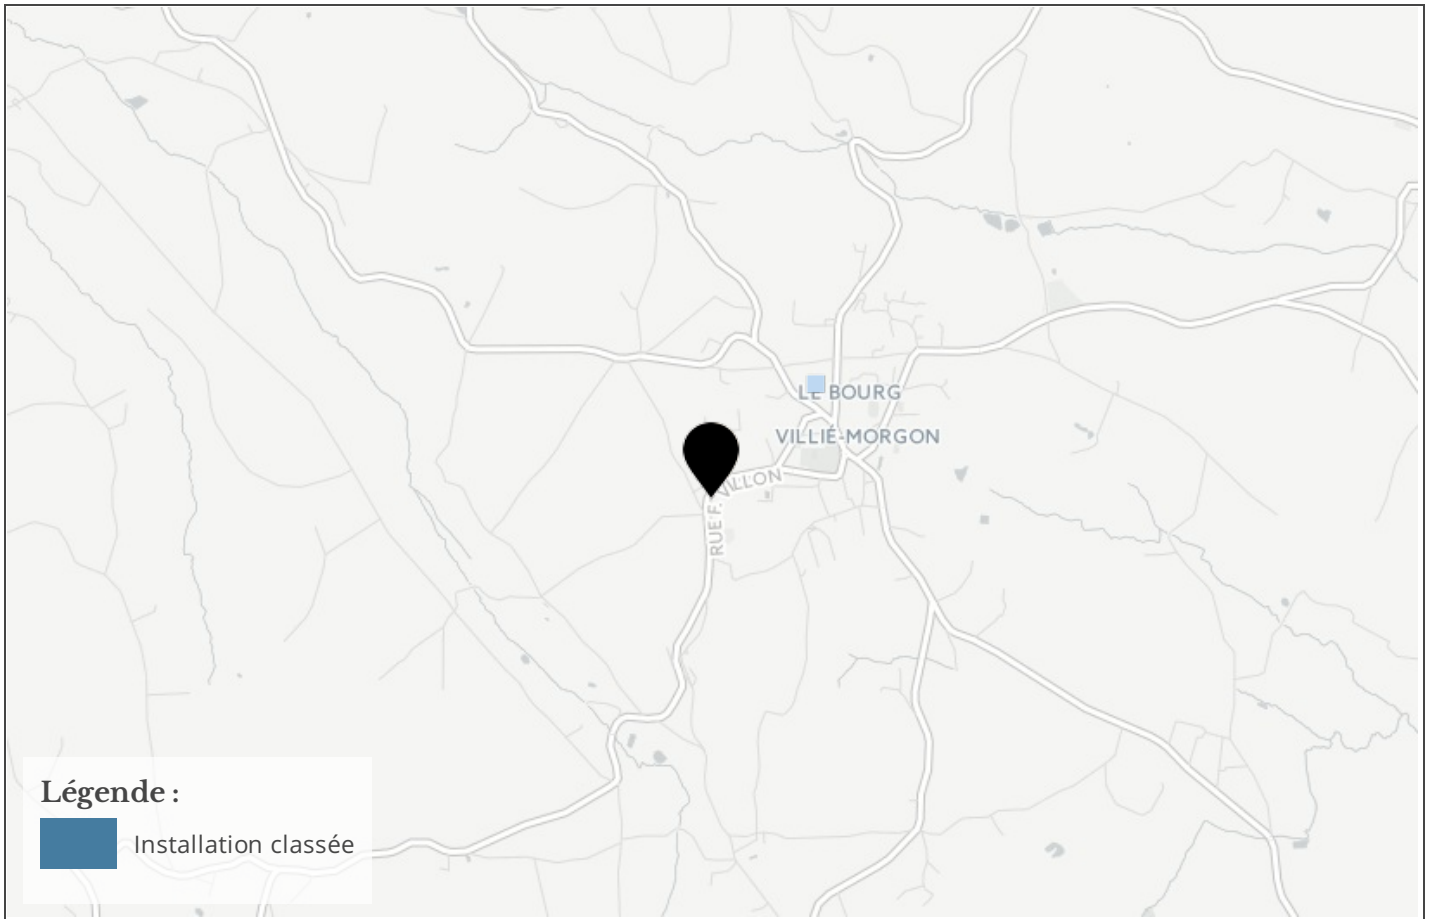 LE BOURG
VILLIÉ-MORGON
RUE F. VILLON
Légende :
Installation classée